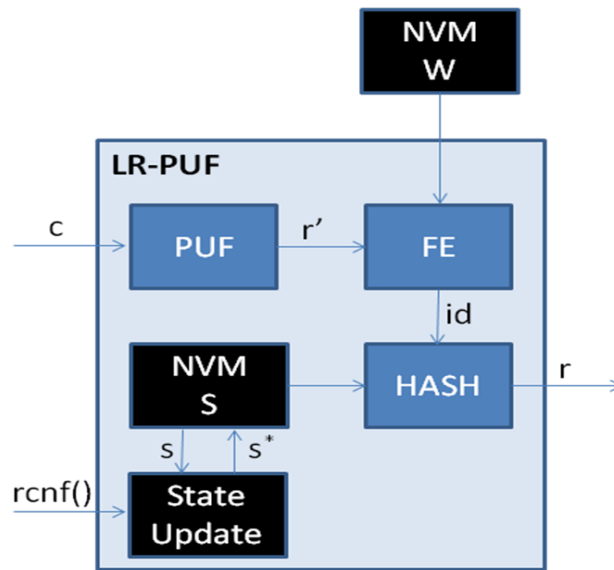 NVM
W
LR-PUF
c
PUF
r’
FE
id
NVM
S
HASH
r
s
s*
rcnf()
State
Update